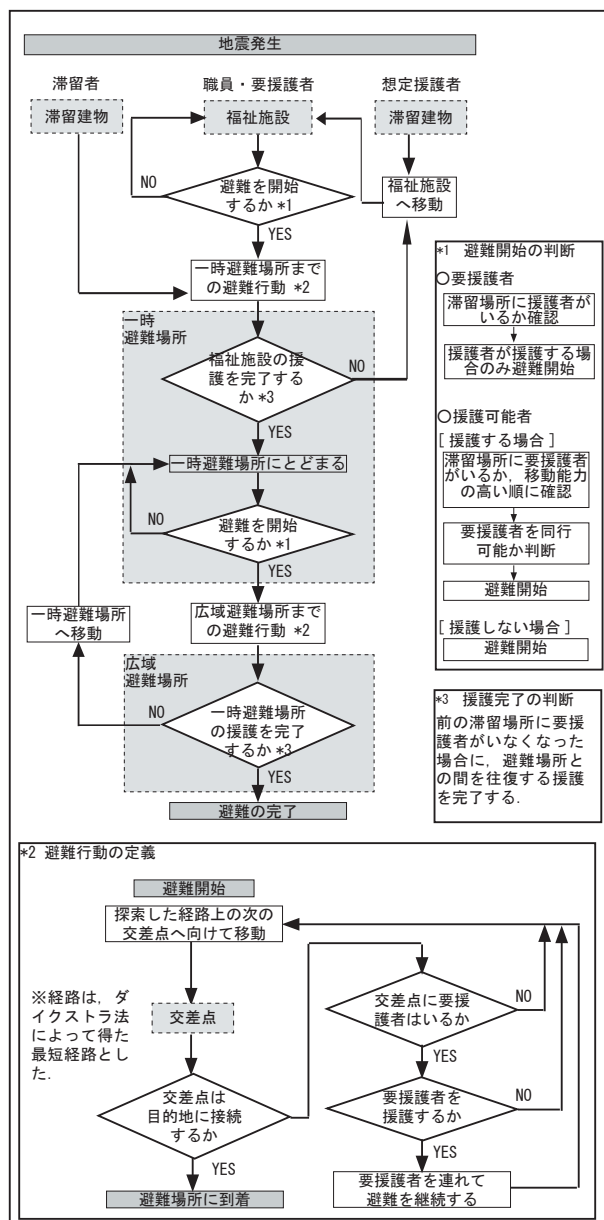 地震発生
滞留者
職員・要援護者
想定援護者
滞留建物
福祉施設
滞留建物
避難を開始
するか *1
NO
YES
福祉施設
へ移動
一時避難場所まで
の避難行動 *2
一時
避難場所
福祉施設の援
護を完了する
か *3
NO
YES
一時避難場所にとどまる
避難を開始
するか *1
NO
YES
一時避難場所
へ移動
広域避難場所まで
の避難行動 *2
広域
避難場所
一時避難場所
の援護を完了
するか *3
NO
YES
避難の完了
*1 避難開始の判断
○要援護者
滞留場所に援護者が
いるか確認
援護者が援護する場
合のみ避難開始
○援護可能者
[ 援護する場合 ]
滞留場所に要援護者
がいるか，移動能力
の高い順に確認
要援護者を同行
可能か判断
避難開始
[ 援護しない場合 ]
避難開始
*3 援護完了の判断
前の滞留場所に要援
護者がいなくなった
場合に，避難場所と
の間を往復する援護
を完了する．
*2 避難行動の定義
避難開始
探索した経路上の次の
交差点へ向けて移動
※経路は，ダ
イクストラ法
によって得た
最短経路とし
た．
交差点
交差点は
目的地に接続
するか
YES
避難場所に到着
交差点に要援
護者はいるか
NO
YES
要援護者を
援護するか
NO
YES
要援護者を連れて
避難を継続する